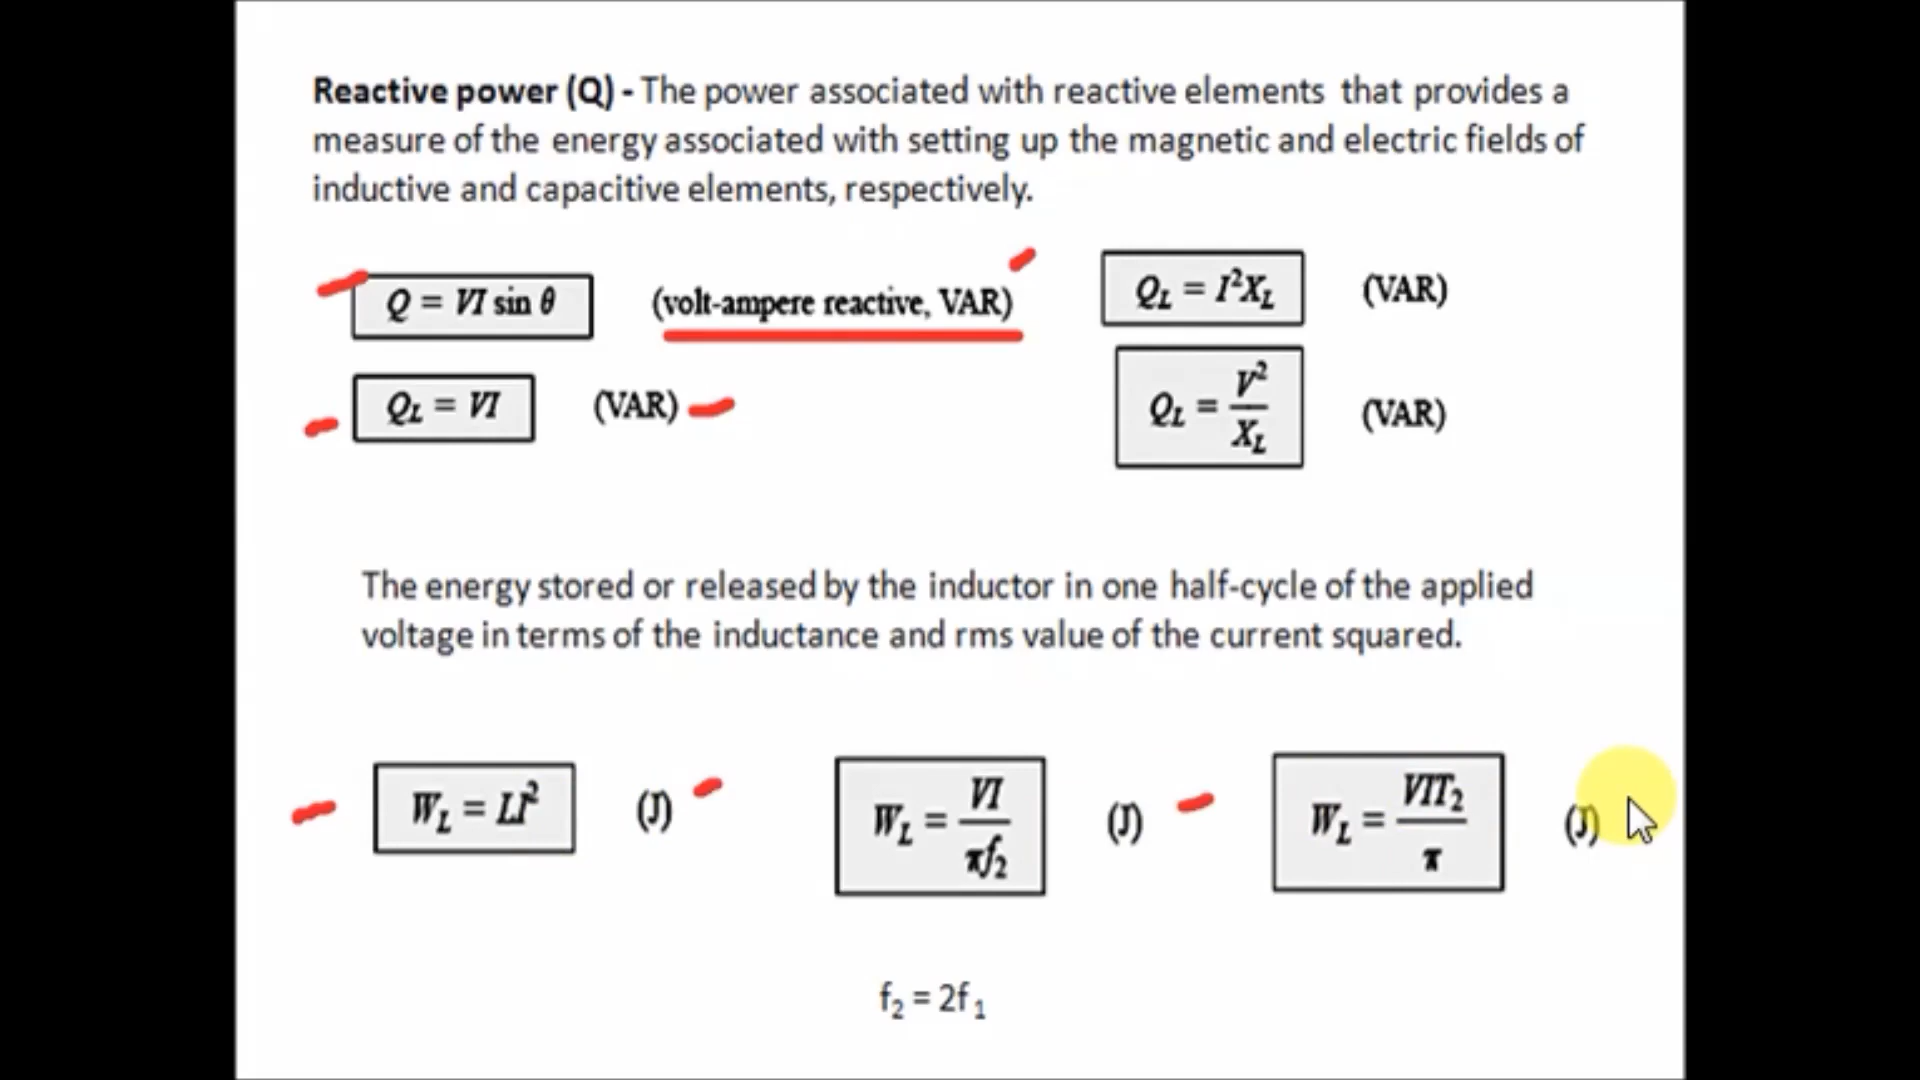 Reactive power (Q) - The power associated with reactive elements that provides a
measure of the energy associated with setting up the magnetic and electric fields of
inductive and capacitive elements, respectively.
Q = VI sin θ (volt-ampere reactive, VAR)
Q_L = I²X_L (VAR)
Q_L = VI (VAR)
Q_L = V²/X_L (VAR)
The energy stored or released by the inductor in one half-cycle of the applied
voltage in terms of the inductance and rms value of the current squared.
W_L = LI² (J)
W_L = VI/πf₂ (J)
W_L = VIT₂/π (J)
f₂ = 2f₁